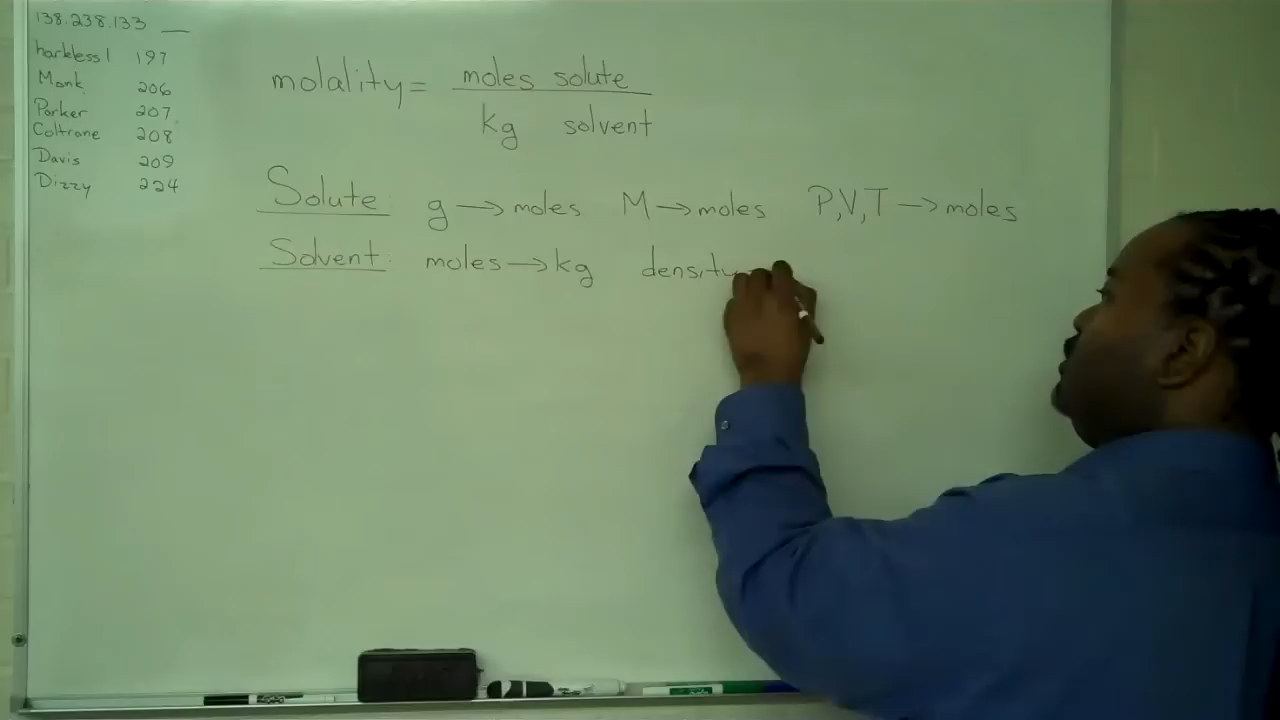 138.238.133 __
harkless1 197
Monk 206
Parker 207
Coltrane 208
Davis 209
Dizzy 224
molality = moles solute
kg solvent
Solute: g → moles M → moles P,V,T → moles
Solvent: moles → kg density